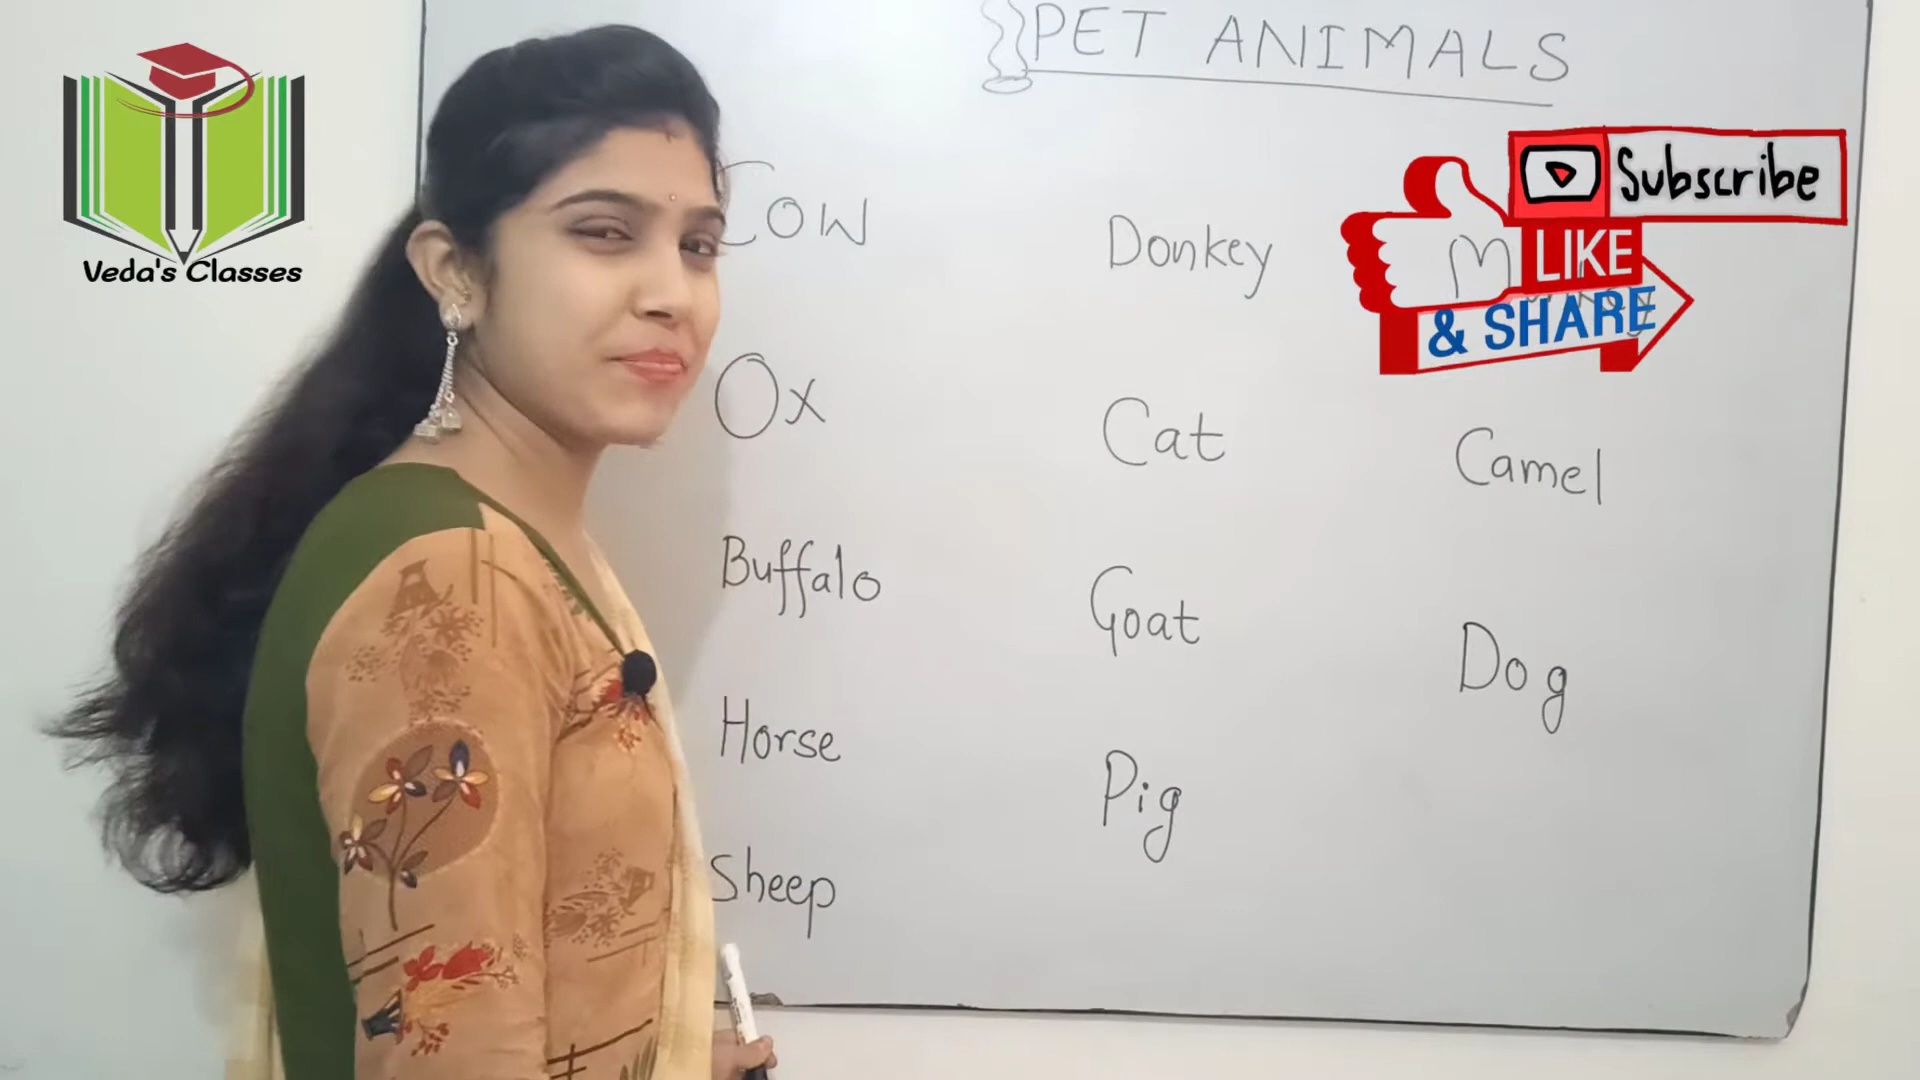 PET ANIMALS
Veda's Classes
Cow
Ox
Buffalo
Horse
Sheep
Donkey
Cat
Goat
Pig
Camel
Dog
Subscribe
LIKE
& SHARE